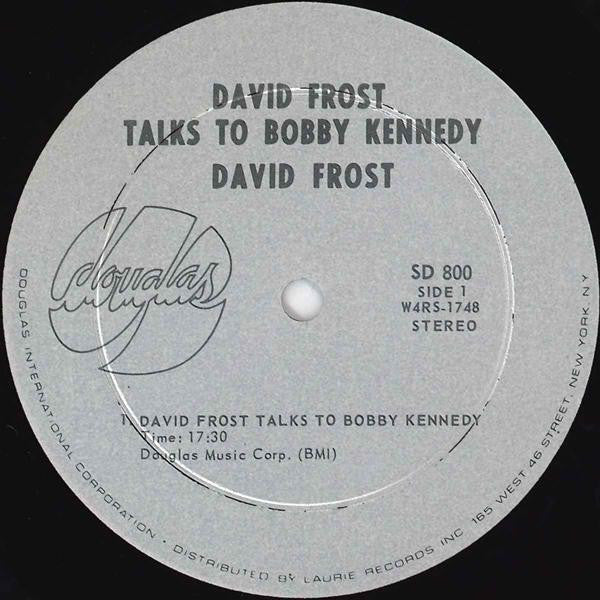 DAVID FROST
TALKS TO BOBBY KENNEDY
DAVID FROST
douglas
SD 800
SIDE 1
W4RS-1748
STEREO
1. DAVID FROST TALKS TO BOBBY KENNEDY
Time: 17:30
Douglas Music Corp. (BMI)
DOUGLAS INTERNATIONAL CORPORATION • DISTRIBUTED BY LAURIE RECORDS INC 165 WEST 46 STREET, NEW YORK, N.Y